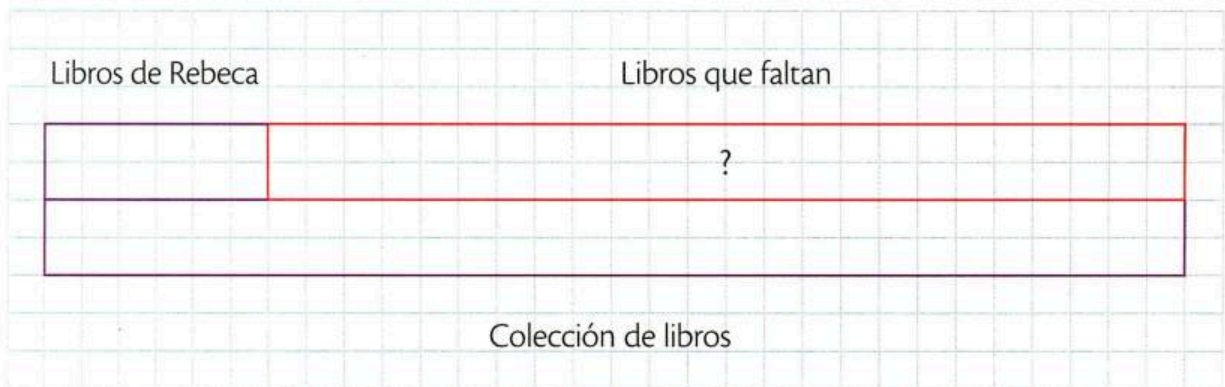 Libros de Rebeca
Libros que faltan
?
Colección de libros